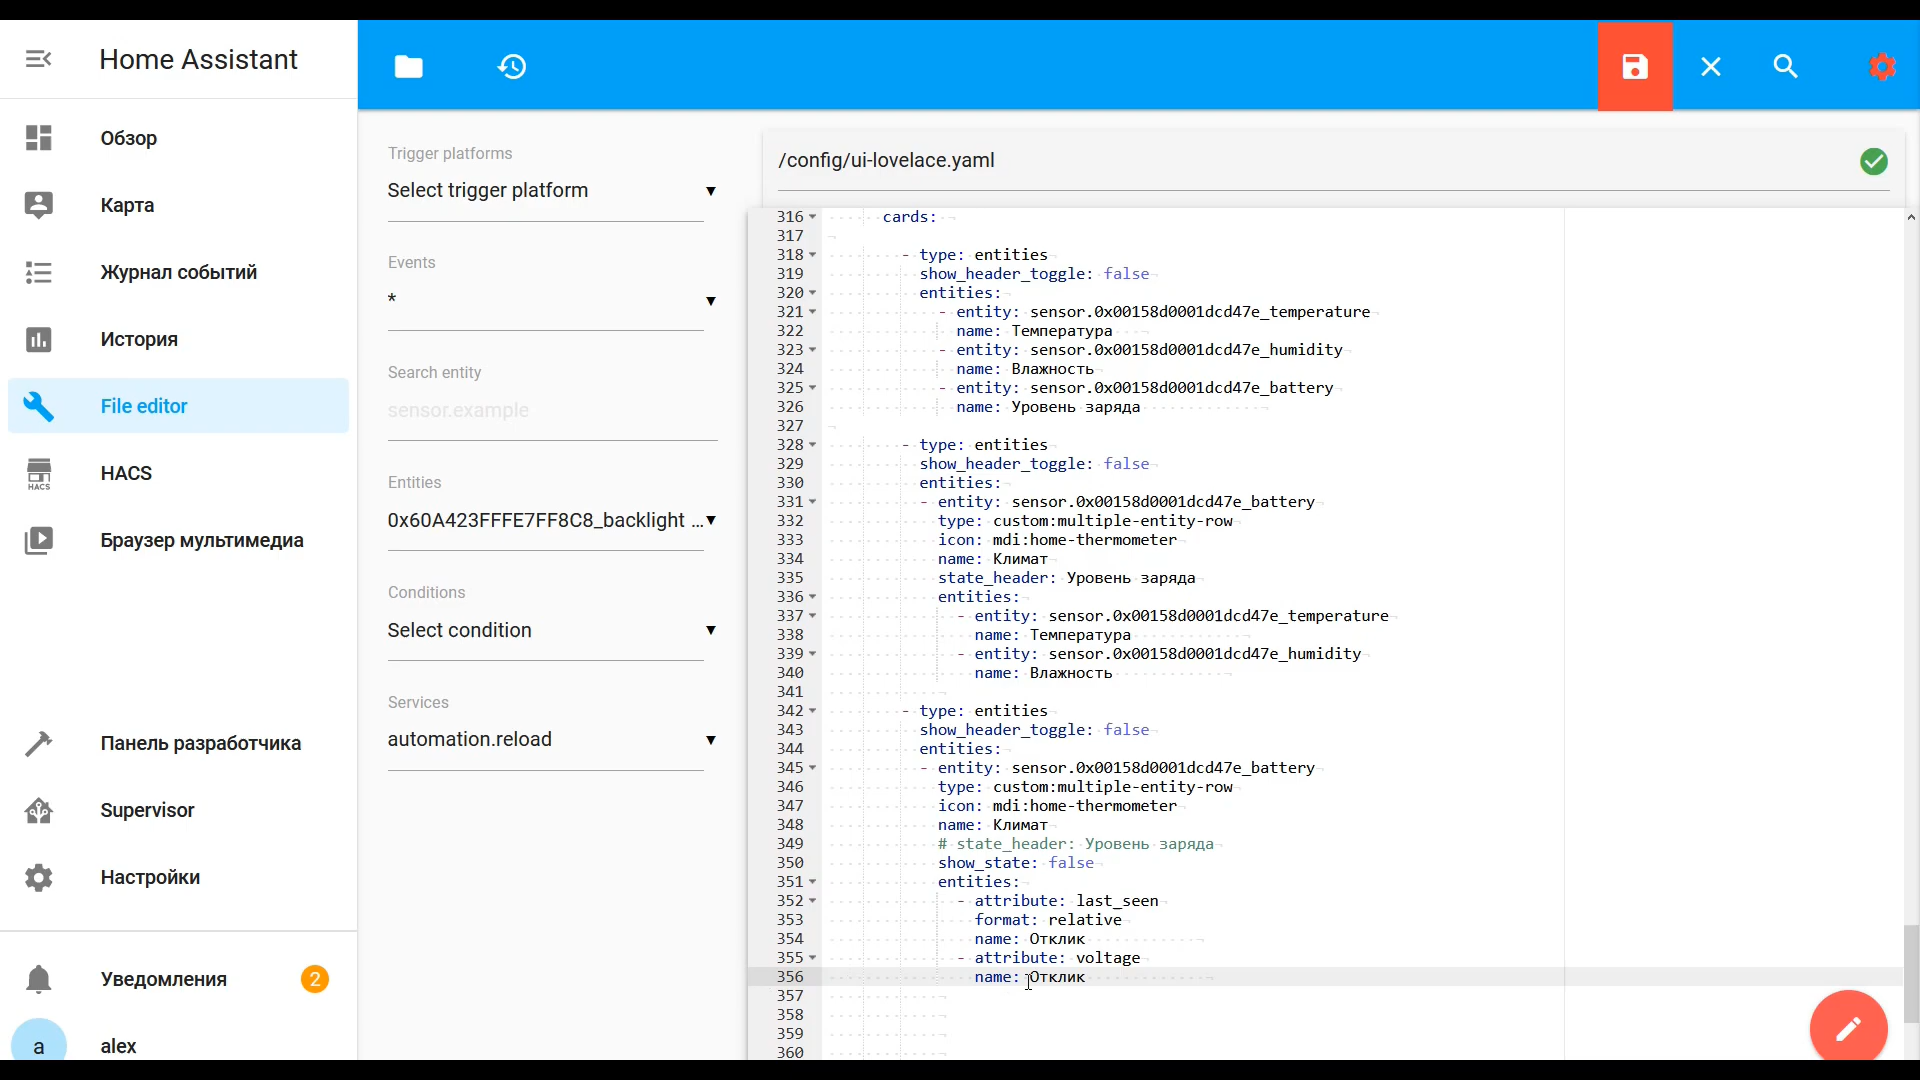 Home Assistant
Обзор
Карта
Журнал событий
История
File editor
HACS
HACS
Браузер мультимедиа
Панель разработчика
Supervisor
Настройки
Уведомления
2
a
alex
Trigger platforms
Select trigger platform
Events
*
Search entity
sensor.example
Entities
0x60A423FFFE7FF8C8_backlight ...
Conditions
Select condition
Services
automation.reload
/config/ui-lovelace.yaml
316 cards:
317
318 - type: entities
319 show_header_toggle: false
320 entities:
321 - entity: sensor.0x00158d0001dcd47e_temperature
322 name: Температура
323 - entity: sensor.0x00158d0001dcd47e_humidity
324 name: Влажность
325 - entity: sensor.0x00158d0001dcd47e_battery
326 name: Уровень заряда
327
328 - type: entities
329 show_header_toggle: false
330 entities:
331 - entity: sensor.0x00158d0001dcd47e_battery
332 type: custom:multiple-entity-row
333 icon: mdi:home-thermometer
334 name: Климат
335 state_header: Уровень заряда
336 entities:
337 - entity: sensor.0x00158d0001dcd47e_temperature
338 name: Температура
339 - entity: sensor.0x00158d0001dcd47e_humidity
340 name: Влажность
341
342 - type: entities
343 show_header_toggle: false
344 entities:
345 - entity: sensor.0x00158d0001dcd47e_battery
346 type: custom:multiple-entity-row
347 icon: mdi:home-thermometer
348 name: Климат
349 # state_header: Уровень заряда
350 show_state: false
351 entities:
352 - attribute: last_seen
353 format: relative
354 name: Отклик
355 - attribute: voltage
356 name: Отклик
357
358
359
360